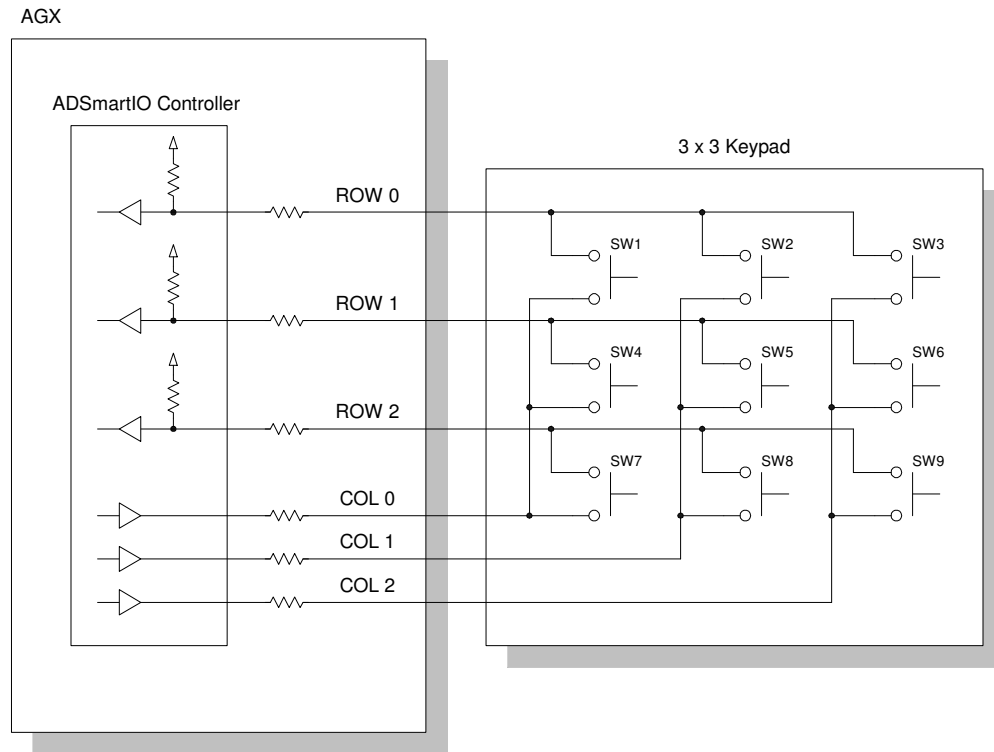 AGX
ADSmartIO Controller
3 x 3 Keypad
ROW 0
SW1
SW2
SW3
ROW 1
SW4
SW5
SW6
ROW 2
SW7
SW8
SW9
COL 0
COL 1
COL 2